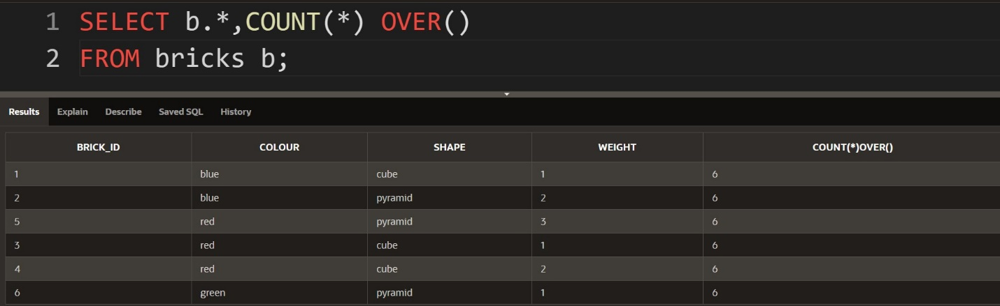 1 SELECT b.*,COUNT(*) OVER()
2 FROM bricks b;
Results Explain Describe Saved SQL History
BRICK_ID COLOUR SHAPE WEIGHT COUNT(*)OVER()
1 blue cube 1 6
2 blue pyramid 2 6
5 red pyramid 3 6
3 red cube 1 6
4 red cube 2 6
6 green pyramid 1 6